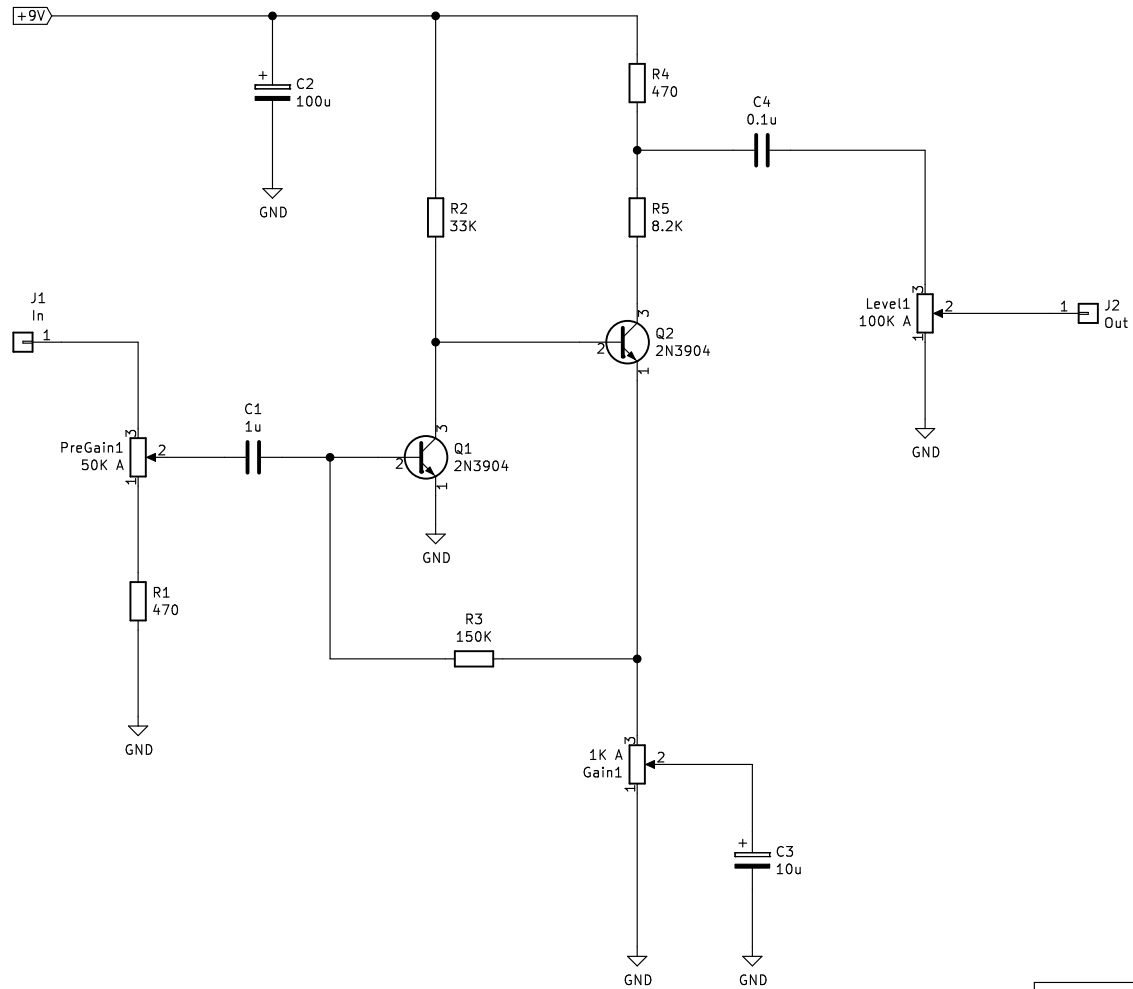 +9V
C2
100u
GND
R4
470
C4
0.1u
R2
33K
R5
8.2K
J1
In
1
3
Level1
100K A
2
1
1
J2
Out
GND
3
Q2
2N3904
2
1
C1
1u
3
PreGain1
50K A
2
1
3
Q1
2N3904
2
1
GND
R1
470
GND
R3
150K
3
1K A
Gain1
2
1
C3
10u
+
+
GND
GND